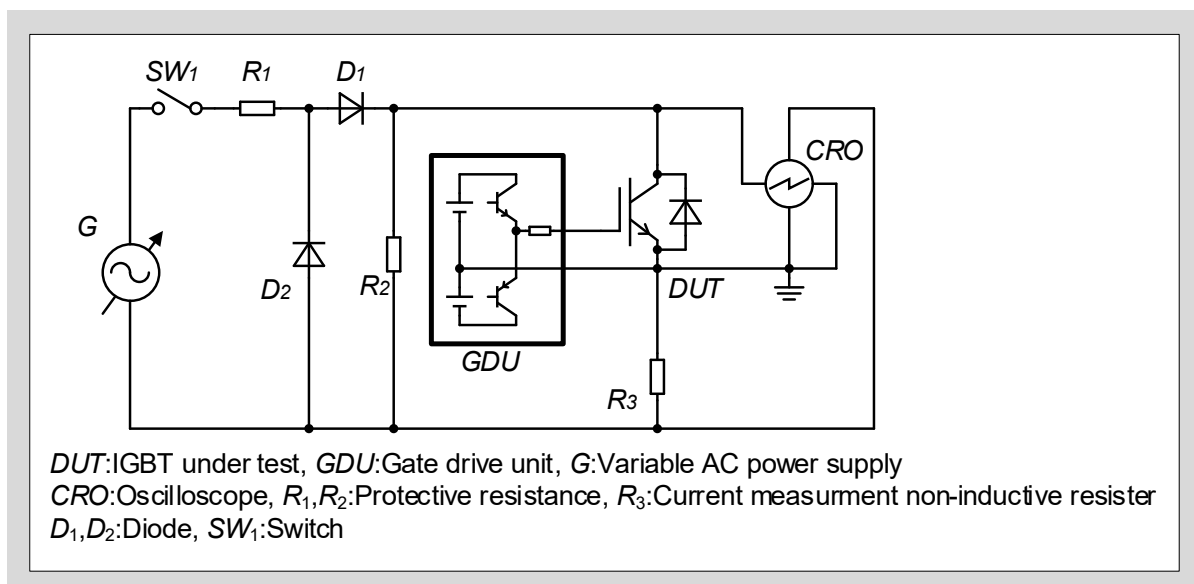 SW1 R1 D1
CRO
G
D2 R2 DUT
GDU
R3
DUT:IGBT under test, GDU:Gate drive unit, G:Variable AC power supply
CRO:Oscilloscope, R1,R2:Protective resistance, R3:Current measurment non-inductive resister
D1,D2:Diode, SW1:Switch